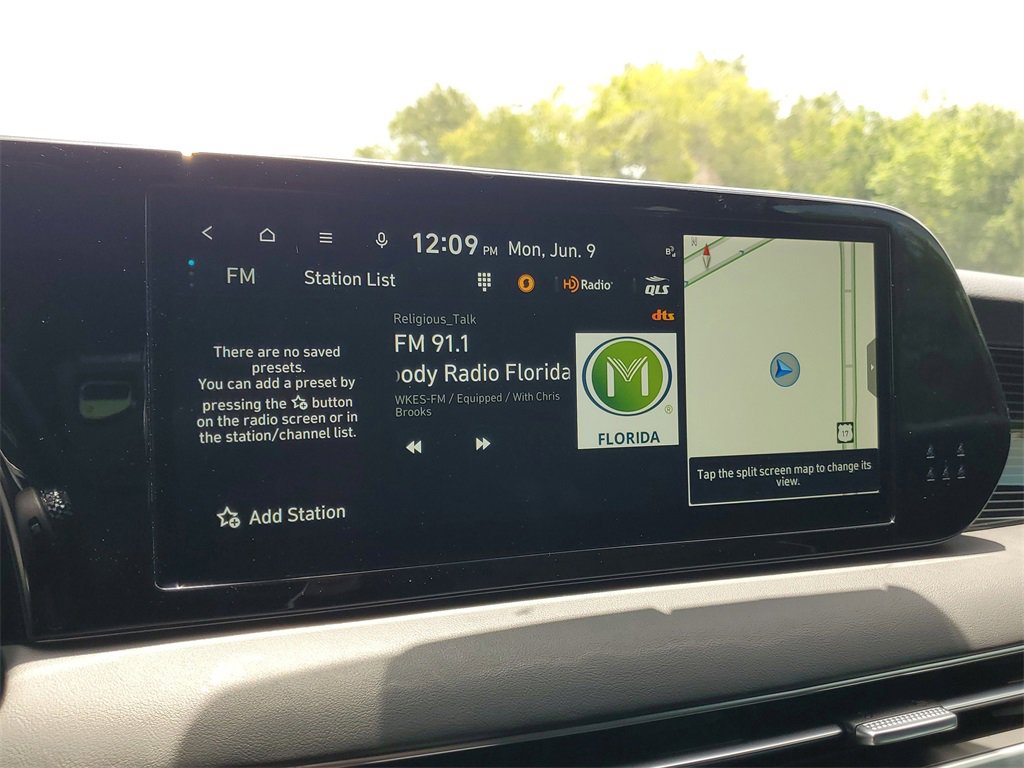 12:09 PM Mon, Jun. 9
FM
Station List
HD Radio
QLS
dts
There are no saved
presets.
You can add a preset by
pressing the button
on the radio screen or in
the station/channel list.
Add Station
Religious_Talk
FM 91.1
ody Radio Florida
WKES-FM / Equipped / With Chris
Brooks
M
®
FLORIDA
N
17
Tap the split screen map to change its
view.